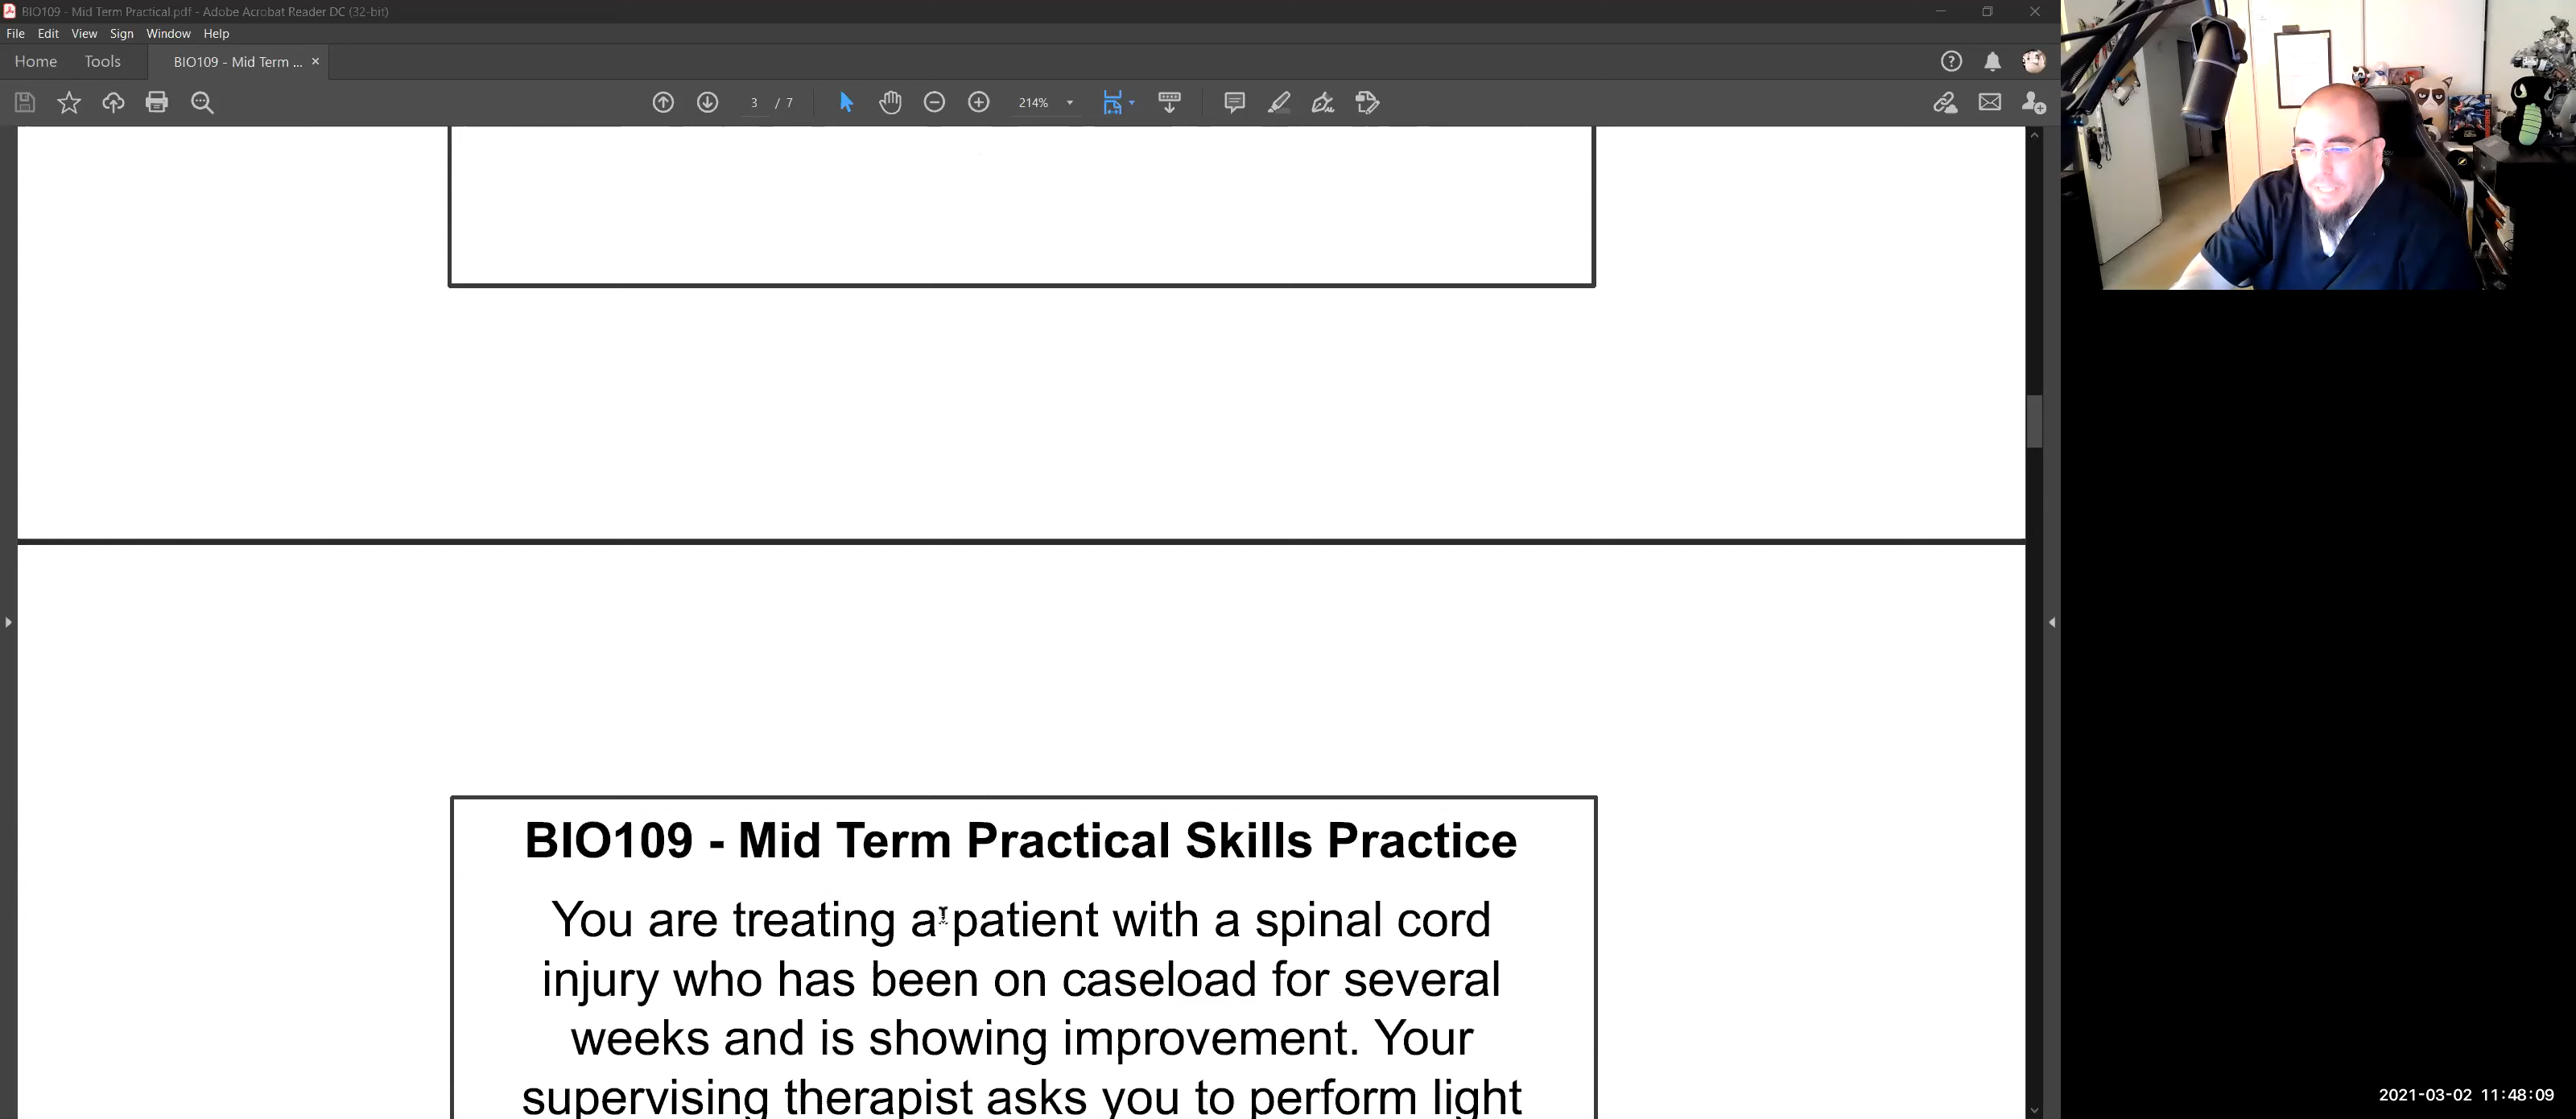 BIO109 - Mid Term Practical.pdf - Adobe Acrobat Reader DC (32-bit)
File Edit View Sign Window Help
Home Tools BIO109 - Mid Term ... ×
3 / 7 214%
BIO109 - Mid Term Practical Skills Practice
You are treating a patient with a spinal cord
injury who has been on caseload for several
weeks and is showing improvement. Your
supervising therapist asks you to perform light
2021-03-02 11:48:09